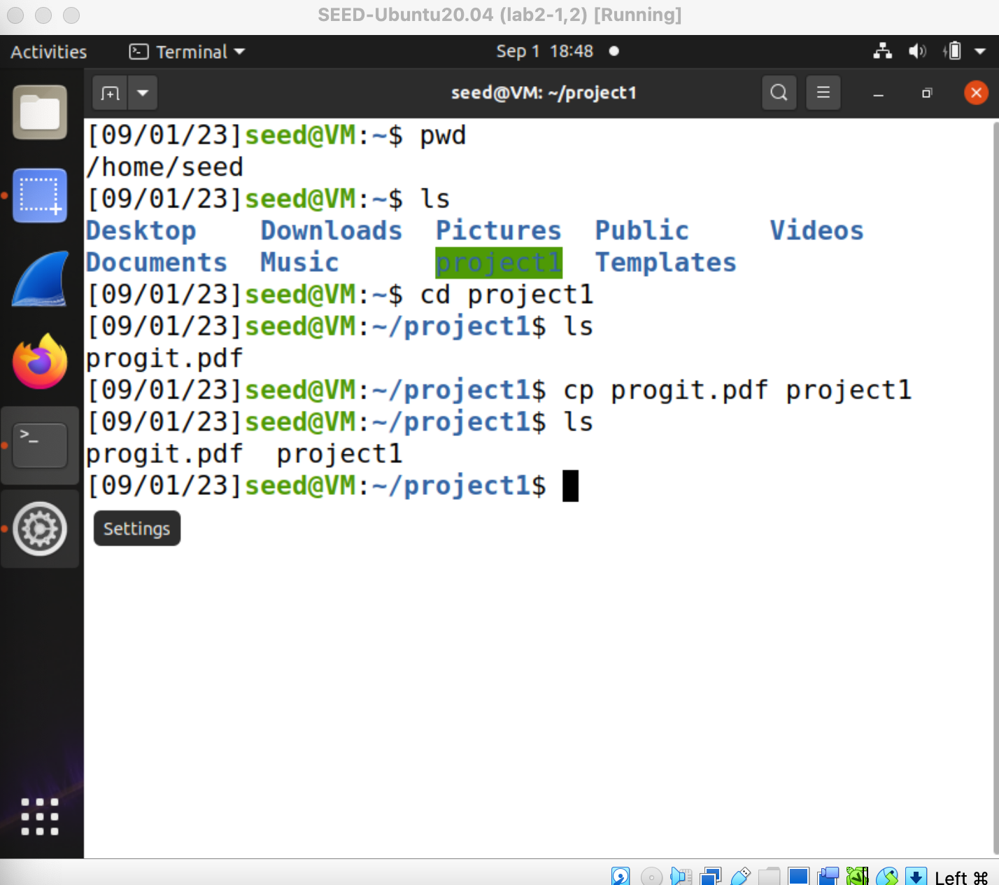 SEED-Ubuntu20.04 (lab2-1,2) [Running]
Activities Terminal Sep 1 18:48
seed@VM: ~/project1
[09/01/23]seed@VM:~$ pwd
/home/seed
[09/01/23]seed@VM:~$ ls
Desktop Downloads Pictures Public Videos
Documents Music project1 Templates
[09/01/23]seed@VM:~$ cd project1
[09/01/23]seed@VM:~/project1$ ls
progit.pdf
[09/01/23]seed@VM:~/project1$ cp progit.pdf project1
[09/01/23]seed@VM:~/project1$ ls
progit.pdf project1
[09/01/23]seed@VM:~/project1$
Settings
Left ⌘